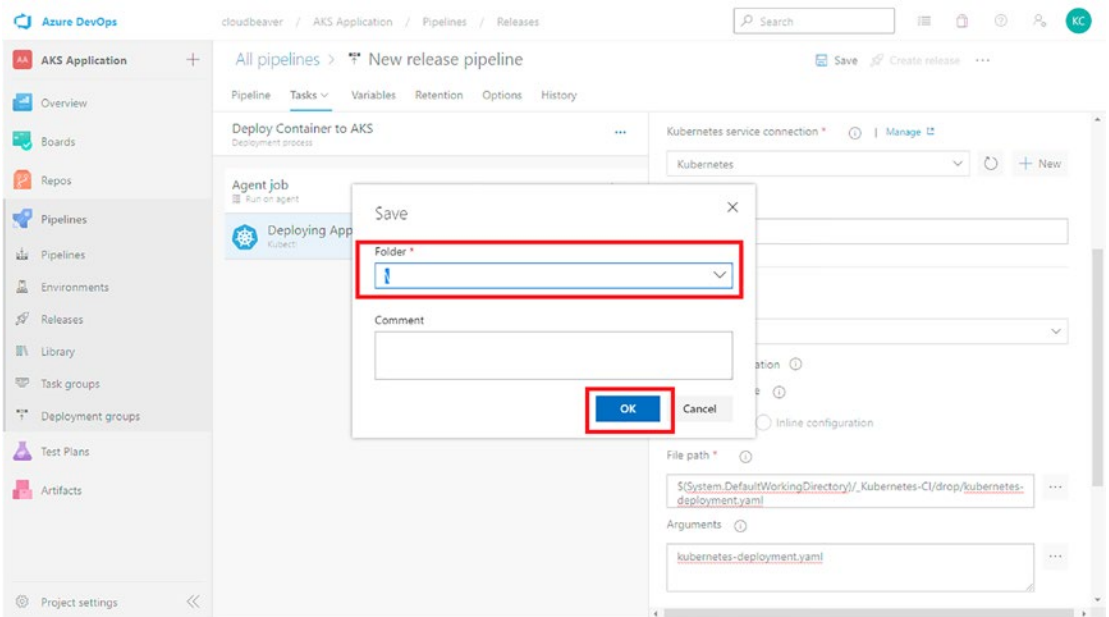 Azure DevOps
cloudbeaver / AKS Application / Pipelines / Releases
Search
KC
AA AKS Application
All pipelines > New release pipeline
Save
Create release
Pipeline Tasks Variables Retention Options History
Overview
Boards
Repos
Pipelines
Pipelines
Environments
Releases
Library
Task groups
Deployment groups
Test Plans
Artifacts
Project settings
Deploy Container to AKS
Deployment process
Agent job
Run on agent
Deploying App
Kubectl
Kubernetes service connection * | Manage
Kubernetes
New
Save
Folder *
\
Comment
OK
Cancel
ation
e
Inline configuration
File path *
$(System.DefaultWorkingDirectory)/_Kubernetes-CI/drop/kubernetes-
deployment.yaml
Arguments
kubernetes-deployment.yaml